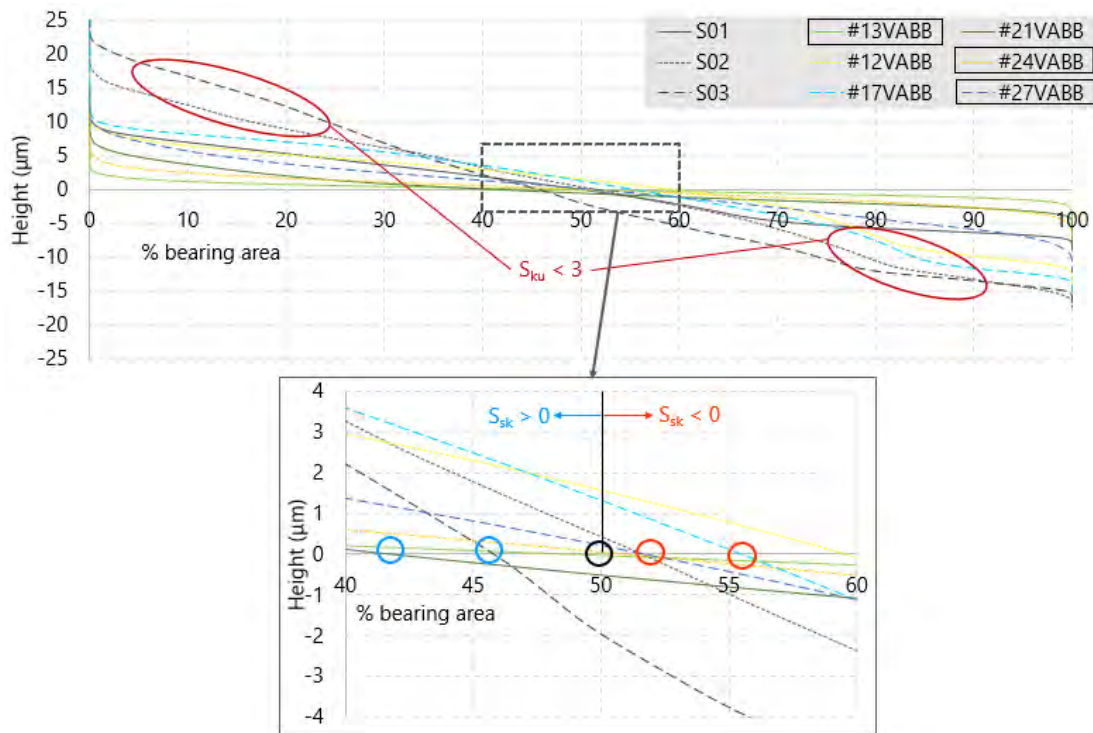 25
20
15
10
5
0
-5
-10
-15
-20
-25
Height (µm)
S01 #13VABB #21VABB
S02 #12VABB #24VABB
S03 #17VABB #27VABB
0 10 20 30 40 50 60 70 80 90 100
% bearing area
Sku < 3
4
3
2
1
0
-1
-2
-3
-4
Height (µm)
Ssk > 0 Ssk < 0
40 45 50 55 60
% bearing area